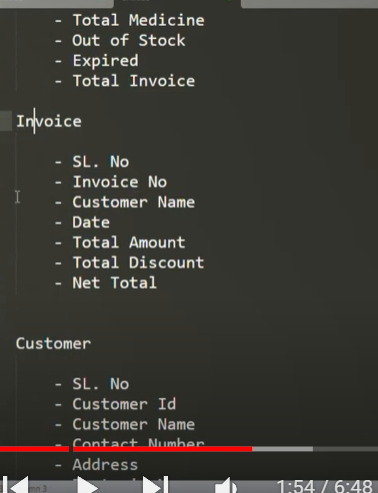 - Total Medicine
- Out of Stock
- Expired
- Total Invoice
Invoice
- SL. No
- Invoice No
- Customer Name
- Date
- Total Amount
- Total Discount
- Net Total
Customer
- SL. No
- Customer Id
- Customer Name
- Contact Number
- Address
1:54 / 6:48